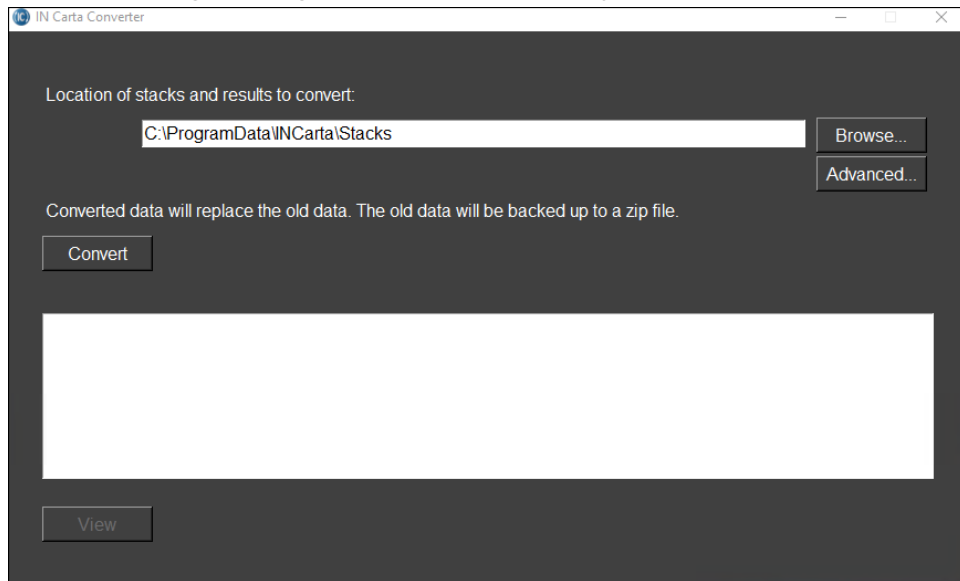 IN Carta Converter
Location of stacks and results to convert:
C:\ProgramData\INCarta\Stacks
Browse...
Advanced...
Converted data will replace the old data. The old data will be backed up to a zip file.
Convert
View